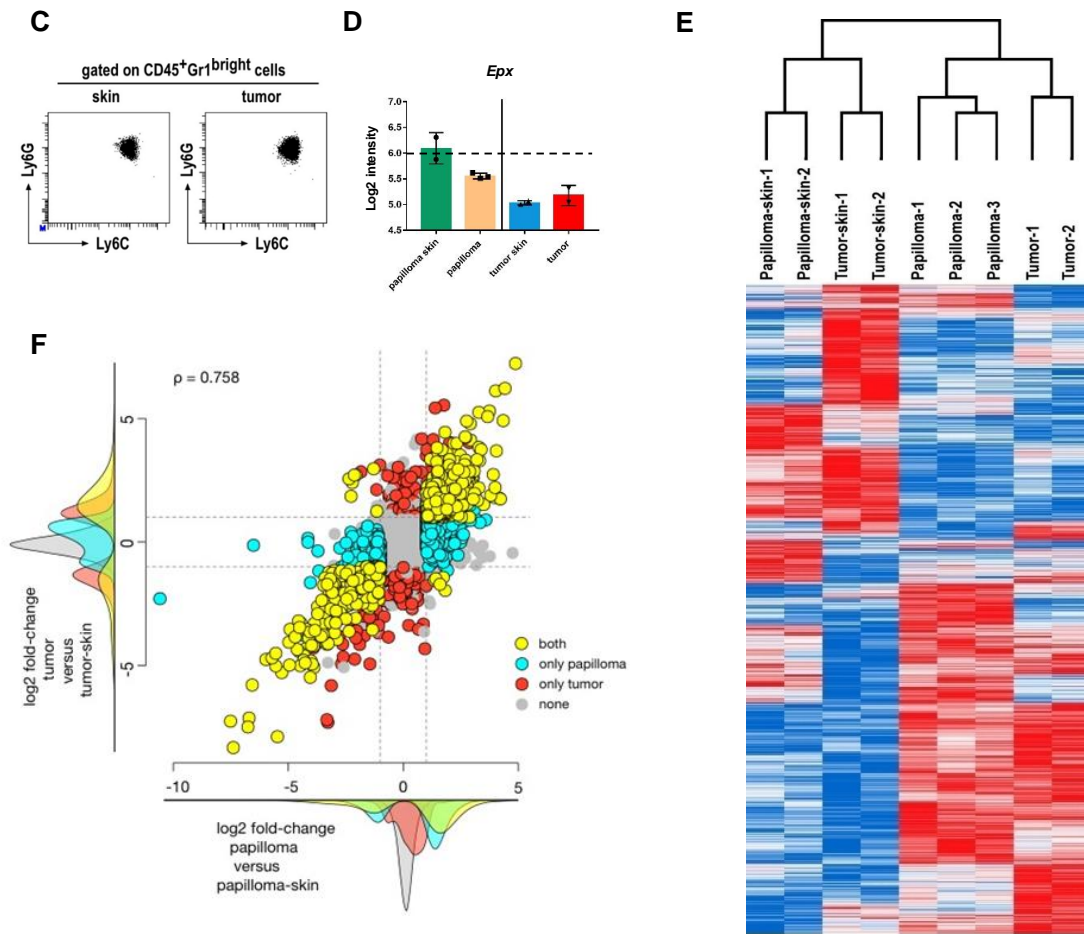 C
gated on CD45+Gr1bright cells
skin
tumor
Ly6G
Ly6C
M
Ly6G
Ly6C
D
Epx
Log2 intensity
7.0
6.5
6.0
5.5
5.0
4.5
papilloma skin
papilloma
tumor skin
tumor
E
Papilloma-skin-1
Papilloma-skin-2
Tumor-skin-1
Tumor-skin-2
Papilloma-1
Papilloma-2
Papilloma-3
Tumor-1
Tumor-2
F
ρ = 0.758
5
0
-5
log2 fold-change
tumor
versus
tumor-skin
both
only papilloma
only tumor
none
-10
-5
0
5
log2 fold-change
papilloma
versus
papilloma-skin